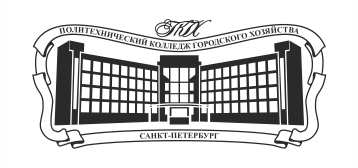 ПКГХ
ПОЛИТЕХНИЧЕСКИЙ КОЛЛЕДЖ ГОРОДСКОГО ХОЗЯЙСТВА
САНКТ-ПЕТЕРБУРГ